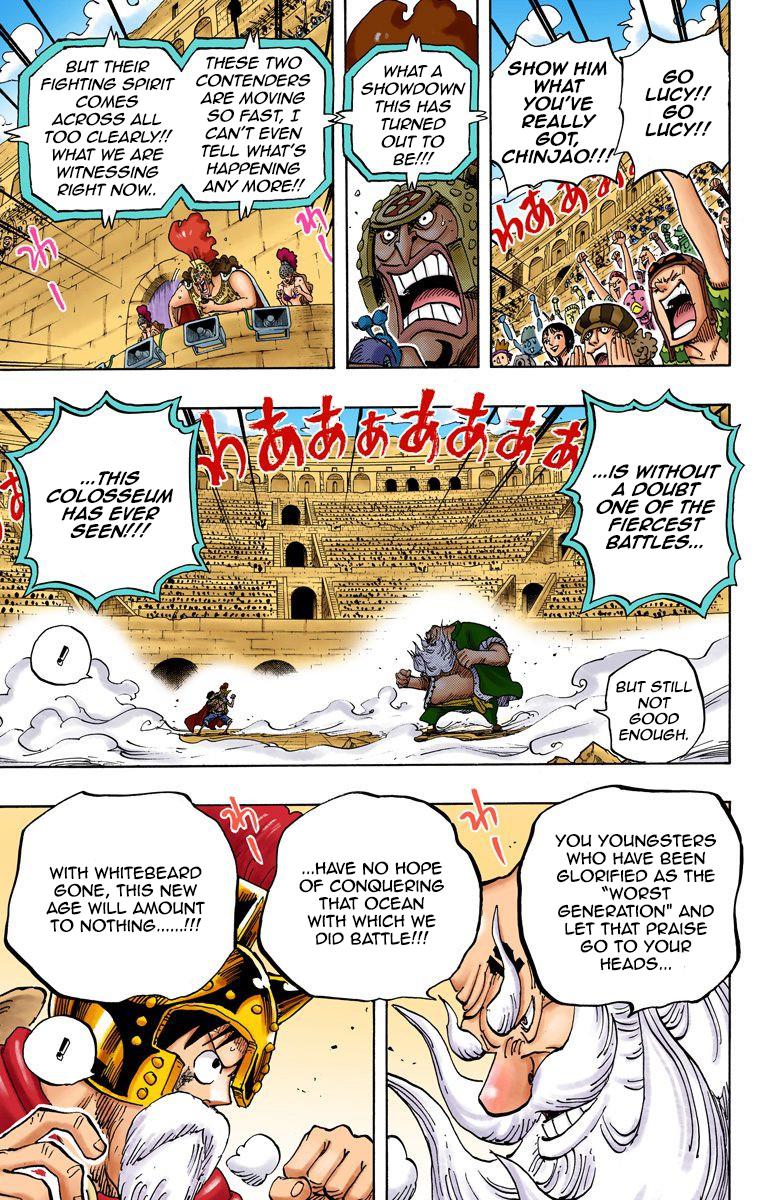 GO
LUCY!!
GO
LUCY!!
SHOW HIM
WHAT
YOU'VE
REALLY
GOT,
CHINJAO!!!
わあぁぁぁ
WHAT A
SHOWDOWN
THIS HAS
TURNED
OUT TO
BE!!!
THESE TWO
CONTENDERS
ARE MOVING
SO FAST, I
CAN'T EVEN
TELL WHAT'S
HAPPENING
ANY MORE!!
BUT THEIR
FIGHTING SPIRIT
COMES
ACROSS ALL
TOO CLEARLY!!
WHAT WE ARE
WITNESSING
RIGHT NOW..
わああぁぁああああぁ
...IS WITHOUT
A DOUBT
ONE OF THE
FIERCEST
BATTLES...
...THIS
COLOSSEUM
HAS EVER
SEEN!!!
!
BUT STILL
NOT
GOOD
ENOUGH.
YOU YOUNGSTERS
WHO HAVE BEEN
GLORIFIED AS THE
"WORST
GENERATION" AND
LET THAT PRAISE
GO TO YOUR
HEADS...
...HAVE NO HOPE
OF CONQUERING
THAT OCEAN
WITH WHICH WE
DID BATTLE!!!
WITH WHITEBEARD
GONE, THIS NEW
AGE WILL AMOUNT
TO NOTHING......!!!
!